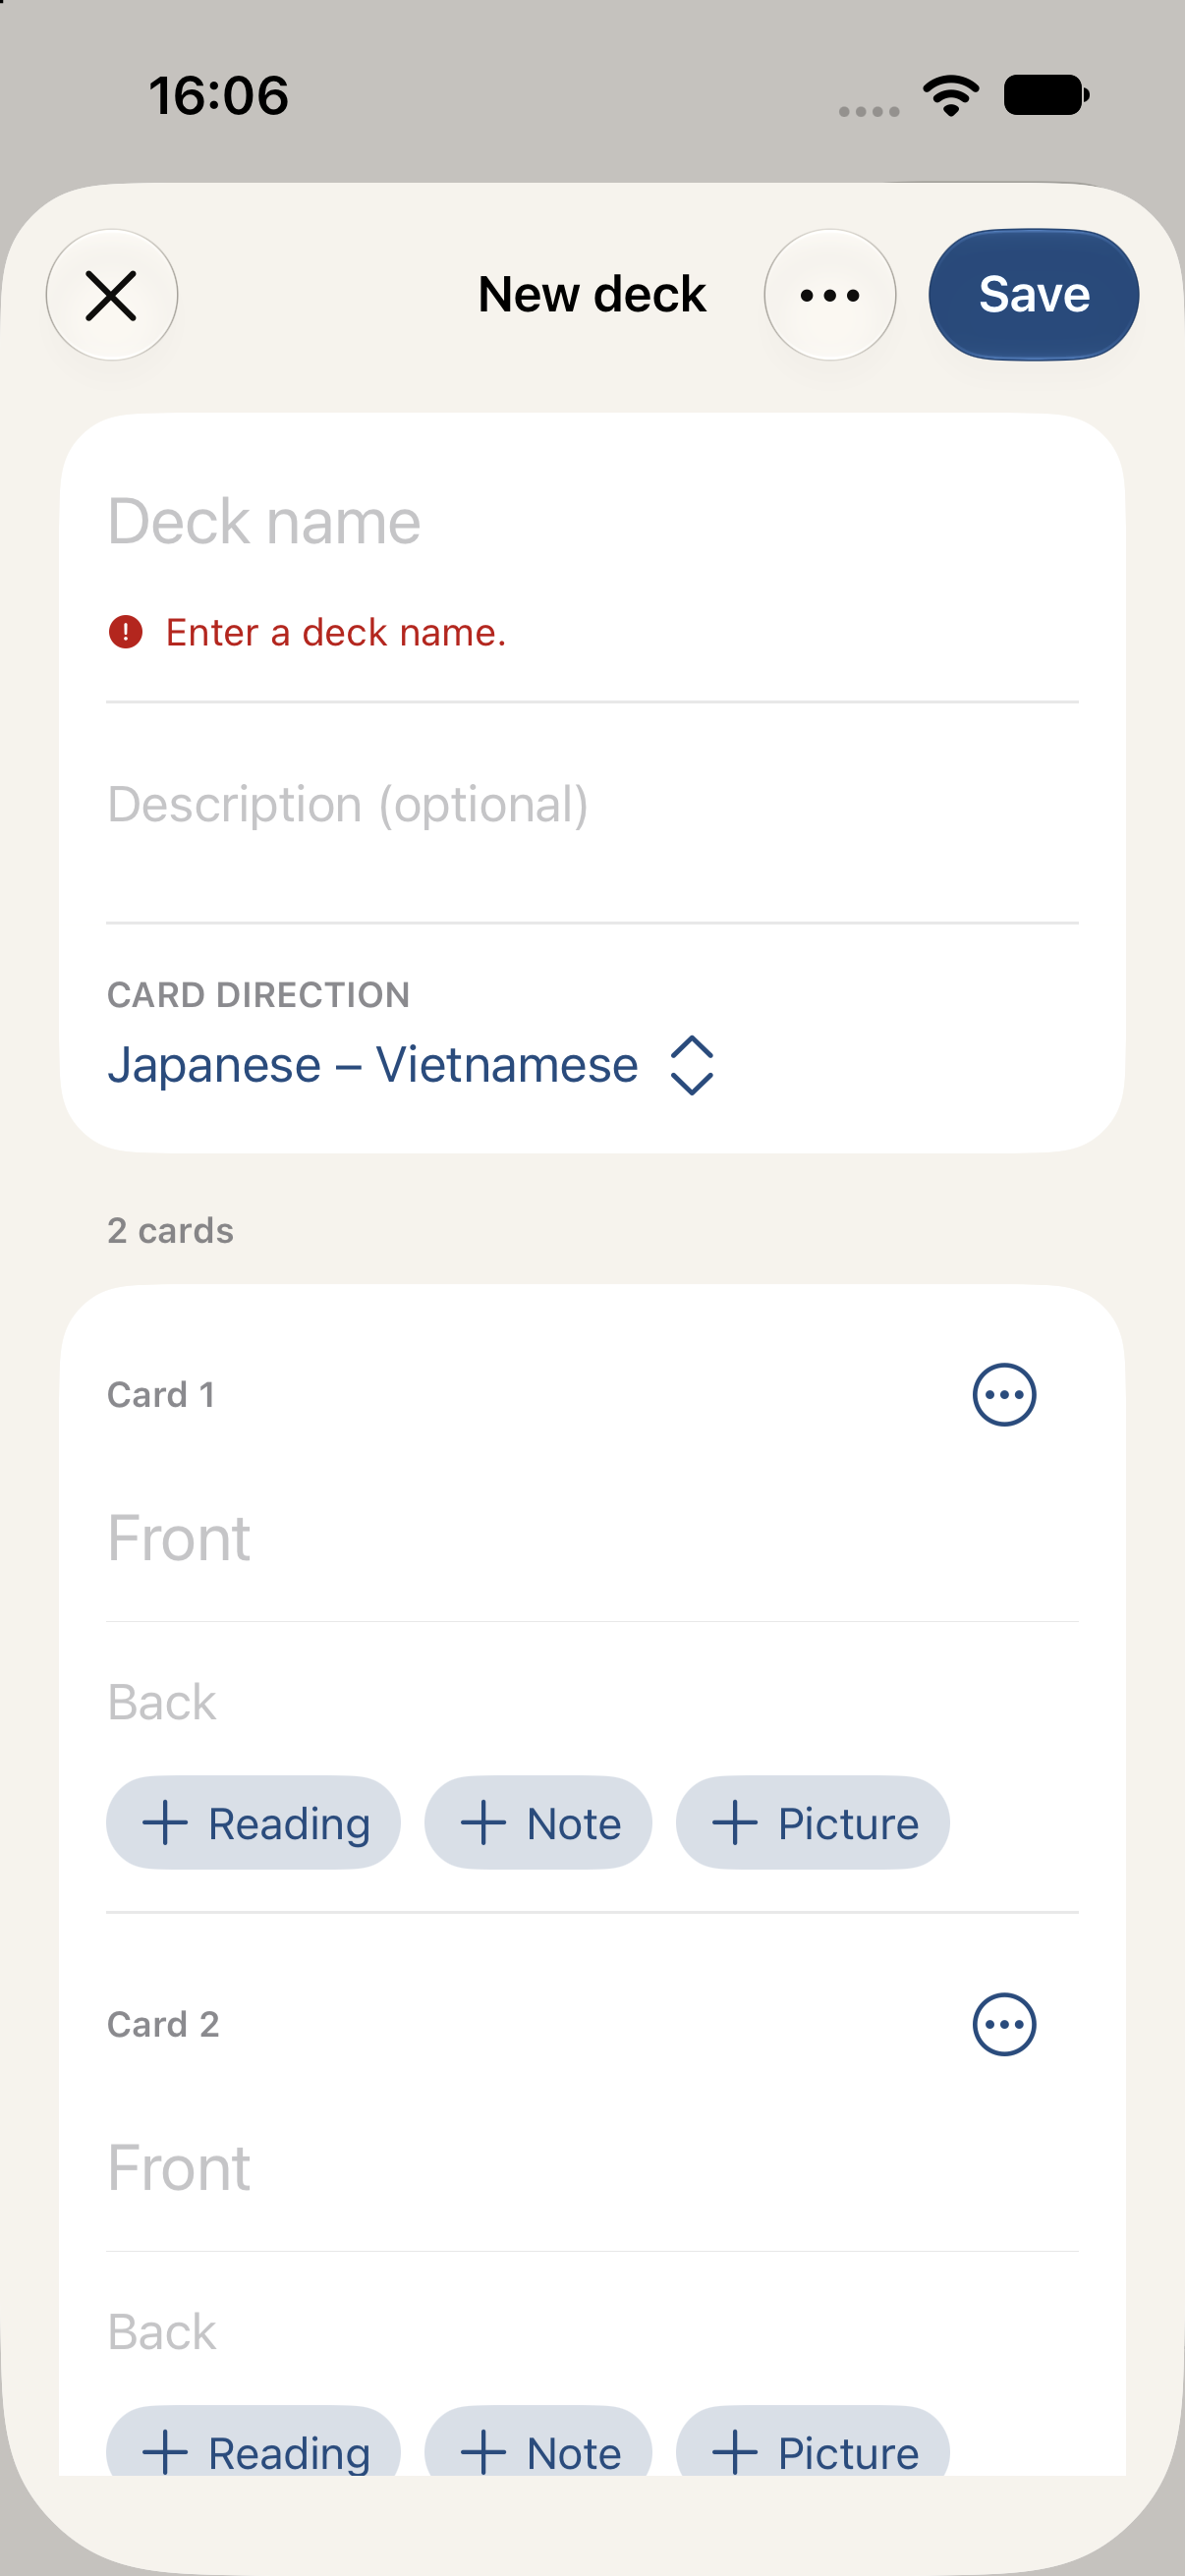 16:06
New deck
Save
Deck name
Enter a deck name.
Description (optional)
CARD DIRECTION
Japanese – Vietnamese
2 cards
Card 1
Front
Back
Reading Note Picture
Card 2
Front
Back
Reading Note Picture